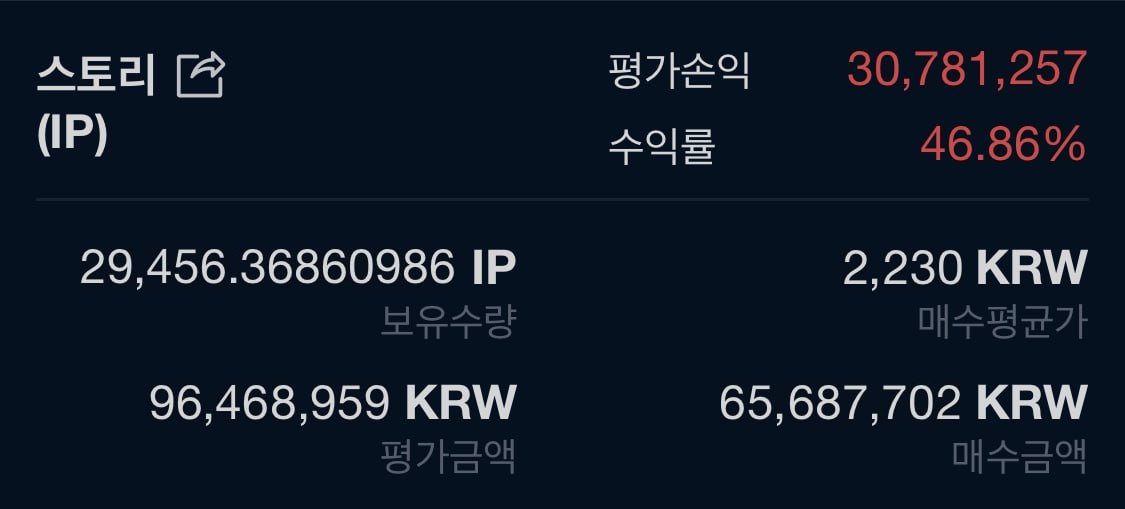 스토리
(IP)
평가손익 30,781,257
수익률 46.86%
29,456.36860986 IP
보유수량
2,230 KRW
매수평균가
96,468,959 KRW
평가금액
65,687,702 KRW
매수금액